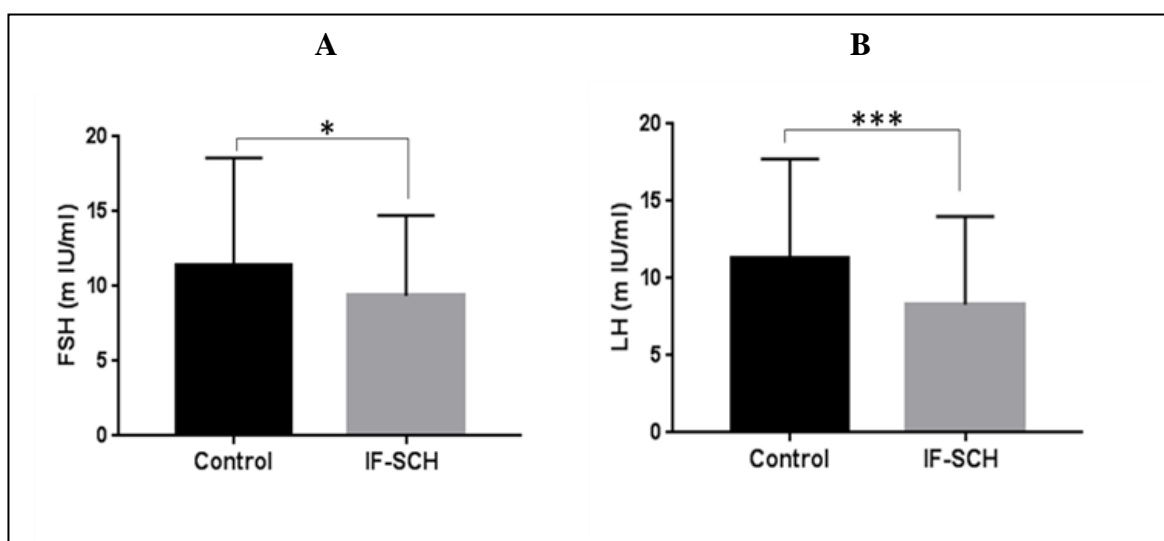 A
B
*
***
20
15
10
5
0
FSH (m IU/ml)
Control
IF-SCH
20
15
10
5
0
LH (m IU/ml)
Control
IF-SCH